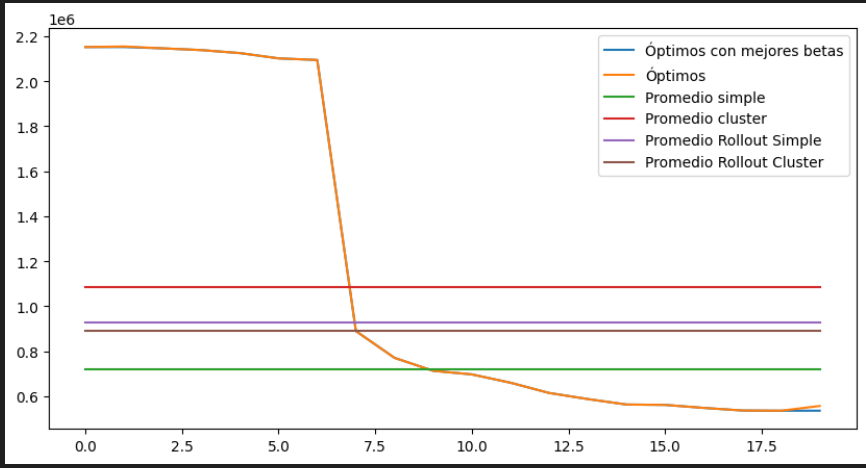 1e6
2.2
2.0
1.8
1.6
1.4
1.2
1.0
0.8
0.6
Óptimos con mejores betas
Óptimos
Promedio simple
Promedio cluster
Promedio Rollout Simple
Promedio Rollout Cluster
0.0 2.5 5.0 7.5 10.0 12.5 15.0 17.5